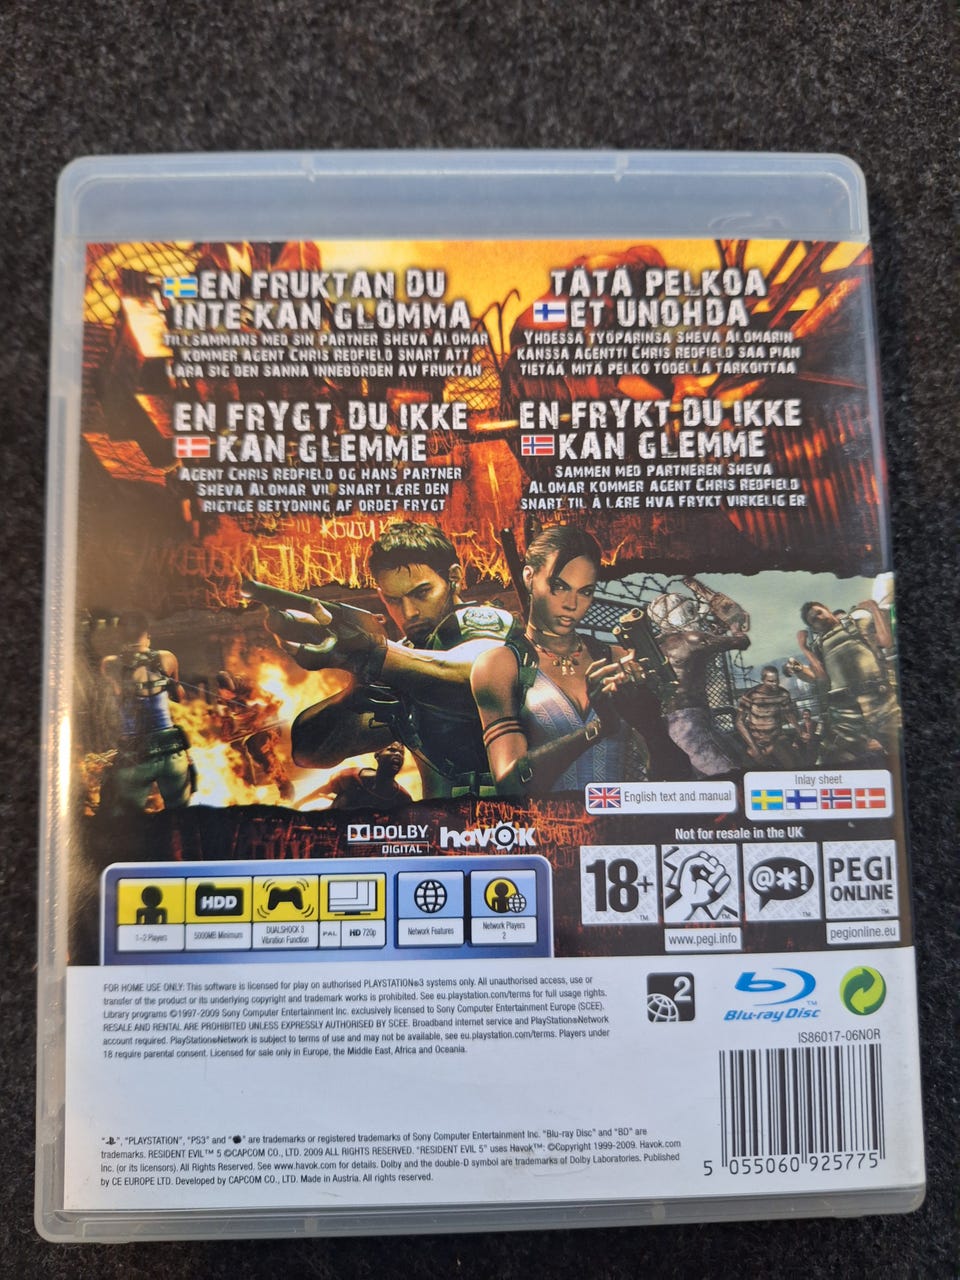 EN FRUKTAN DU
INTE KAN GLÖMMA
TILLSAMMANS MED SIN PARTNER SHEVA ALOMAR
KOMMER AGENT CHRIS REDFIELD SNART ATT
LÄRA SIG DEN SANNA INNEBÖRDEN AV FRUKTAN
TÄTÄ PELKOA
ET UNOHDA
YHDESSÄ TYÖPARINSA SHEVA ALOMARIN
KANSSA AGENTTI CHRIS REDFIELD SAA PIAN
TIETÄÄ MITÄ PELKO TODELLA TARKOITTAA
EN FRYGT DU IKKE
KAN GLEMME
AGENT CHRIS REDFIELD OG HANS PARTNER
SHEVA ALOMAR VIL SNART LÆRE DEN
RIGTIGE BETYDNING AF ORDET FRYGT
EN FRYKT DU IKKE
KAN GLEMME
SAMMEN MED PARTNEREN SHEVA
ALOMAR KOMMER AGENT CHRIS REDFIELD
SNART TIL Å LÆRE HVA FRYKT VIRKELIG ER
English text and manual
Inlay sheet
DOLBY
DIGITAL
havok
Not for resale in the UK
18+
TM
TM
@*!
TM
PEGI
ONLINE
TM
www.pegi.info
pegionline.eu
1-2 Players
HDD
5000MB Minimum
DUALSHOCK 3
Vibration Function
PAL
HD 720p
Network Features
Network Players
2
FOR HOME USE ONLY: This software is licensed for play on authorised PLAYSTATION®3 systems only. All unauthorised access, use or
transfer of the product or its underlying copyright and trademark works is prohibited. See eu.playstation.com/terms for full usage rights.
Library programs ©1997-2009 Sony Computer Entertainment Inc. exclusively licensed to Sony Computer Entertainment Europe (SCEE).
RESALE AND RENTAL ARE PROHIBITED UNLESS EXPRESSLY AUTHORISED BY SCEE. Broadband internet service and PlayStation®Network
account required. PlayStation®Network is subject to terms of use and may not be available, see eu.playstation.com/terms. Players under
18 require parental consent. Licensed for sale only in Europe, the Middle East, Africa and Oceania.
2
TM
Blu-ray Disc
IS86017-06NOR
"", "PLAYSTATION", "PS3" and "" are trademarks or registered trademarks of Sony Computer Entertainment Inc. "Blu-ray Disc" and "BD" are
trademarks. RESIDENT EVIL™ 5 ©CAPCOM CO., LTD. 2009 ALL RIGHTS RESERVED. "RESIDENT EVIL 5" uses Havok™: ©Copyright 1999-2009. Havok.com
Inc. (or its licensors). All Rights Reserved. See www.havok.com for details. Dolby and the double-D symbol are trademarks of Dolby Laboratories. Published
by CE EUROPE LTD. Developed by CAPCOM CO., LTD. Made in Austria. All rights reserved.
5 055060 925775